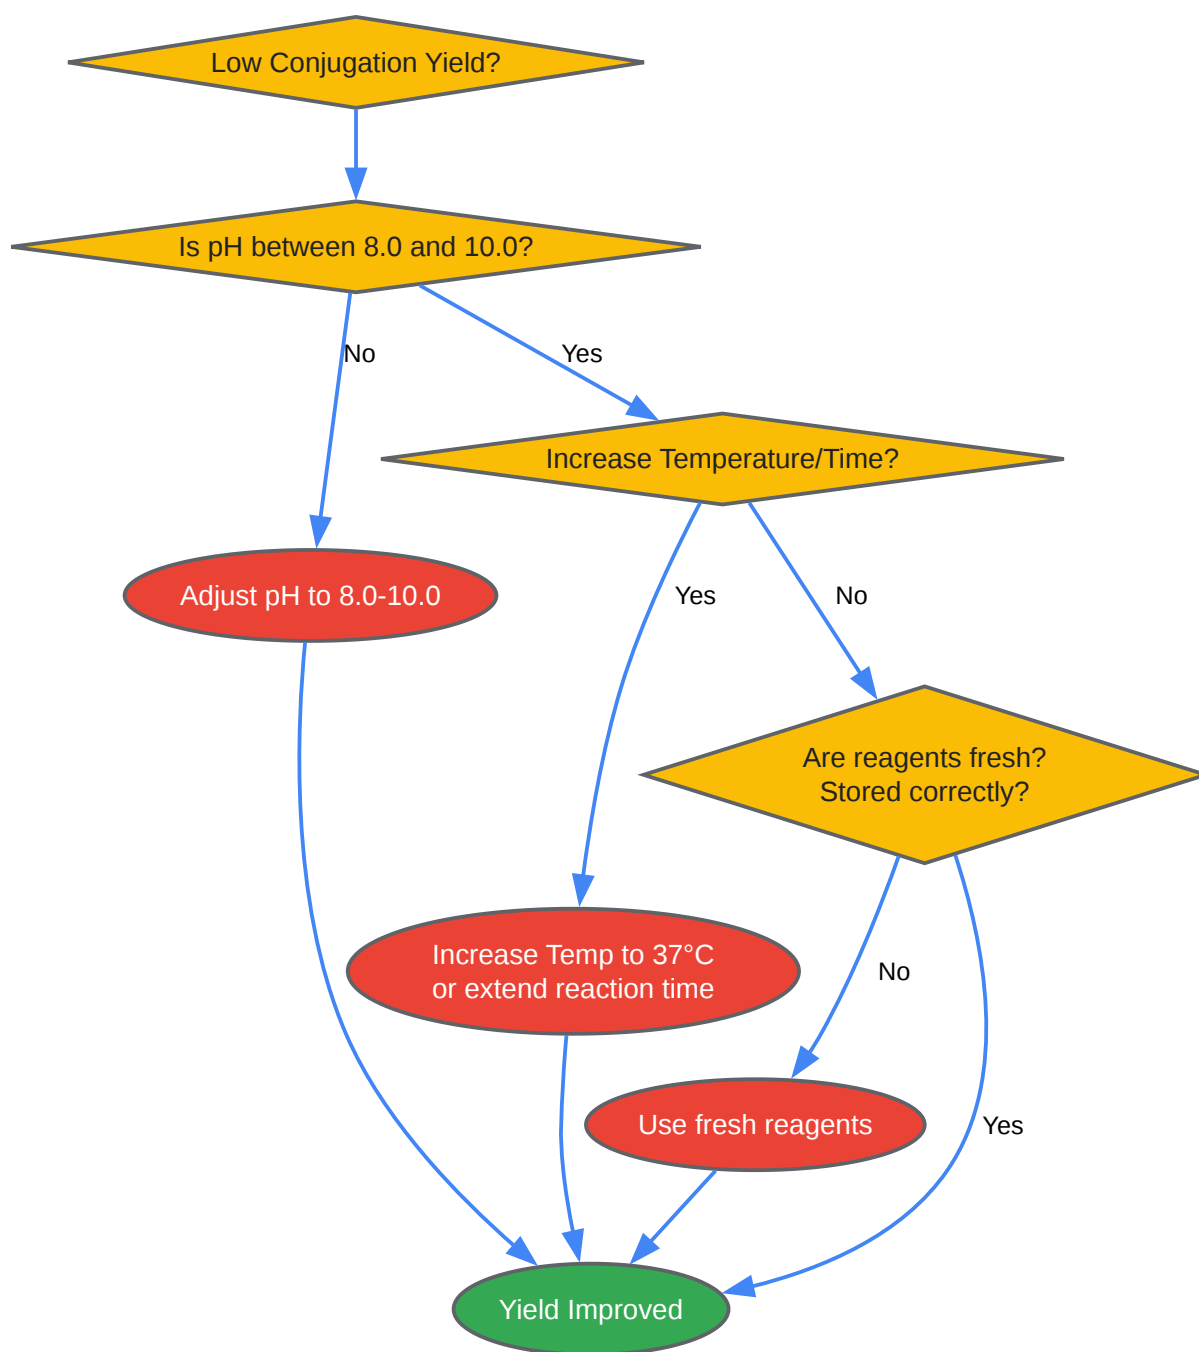 Low Conjugation Yield?
Is pH between 8.0 and 10.0?
No
Yes
Increase Temperature/Time?
Adjust pH to 8.0-10.0
Yes
No
Are reagents fresh?
Stored correctly?
Increase Temp to 37°C
or extend reaction time
No
Use fresh reagents
Yes
Yield Improved